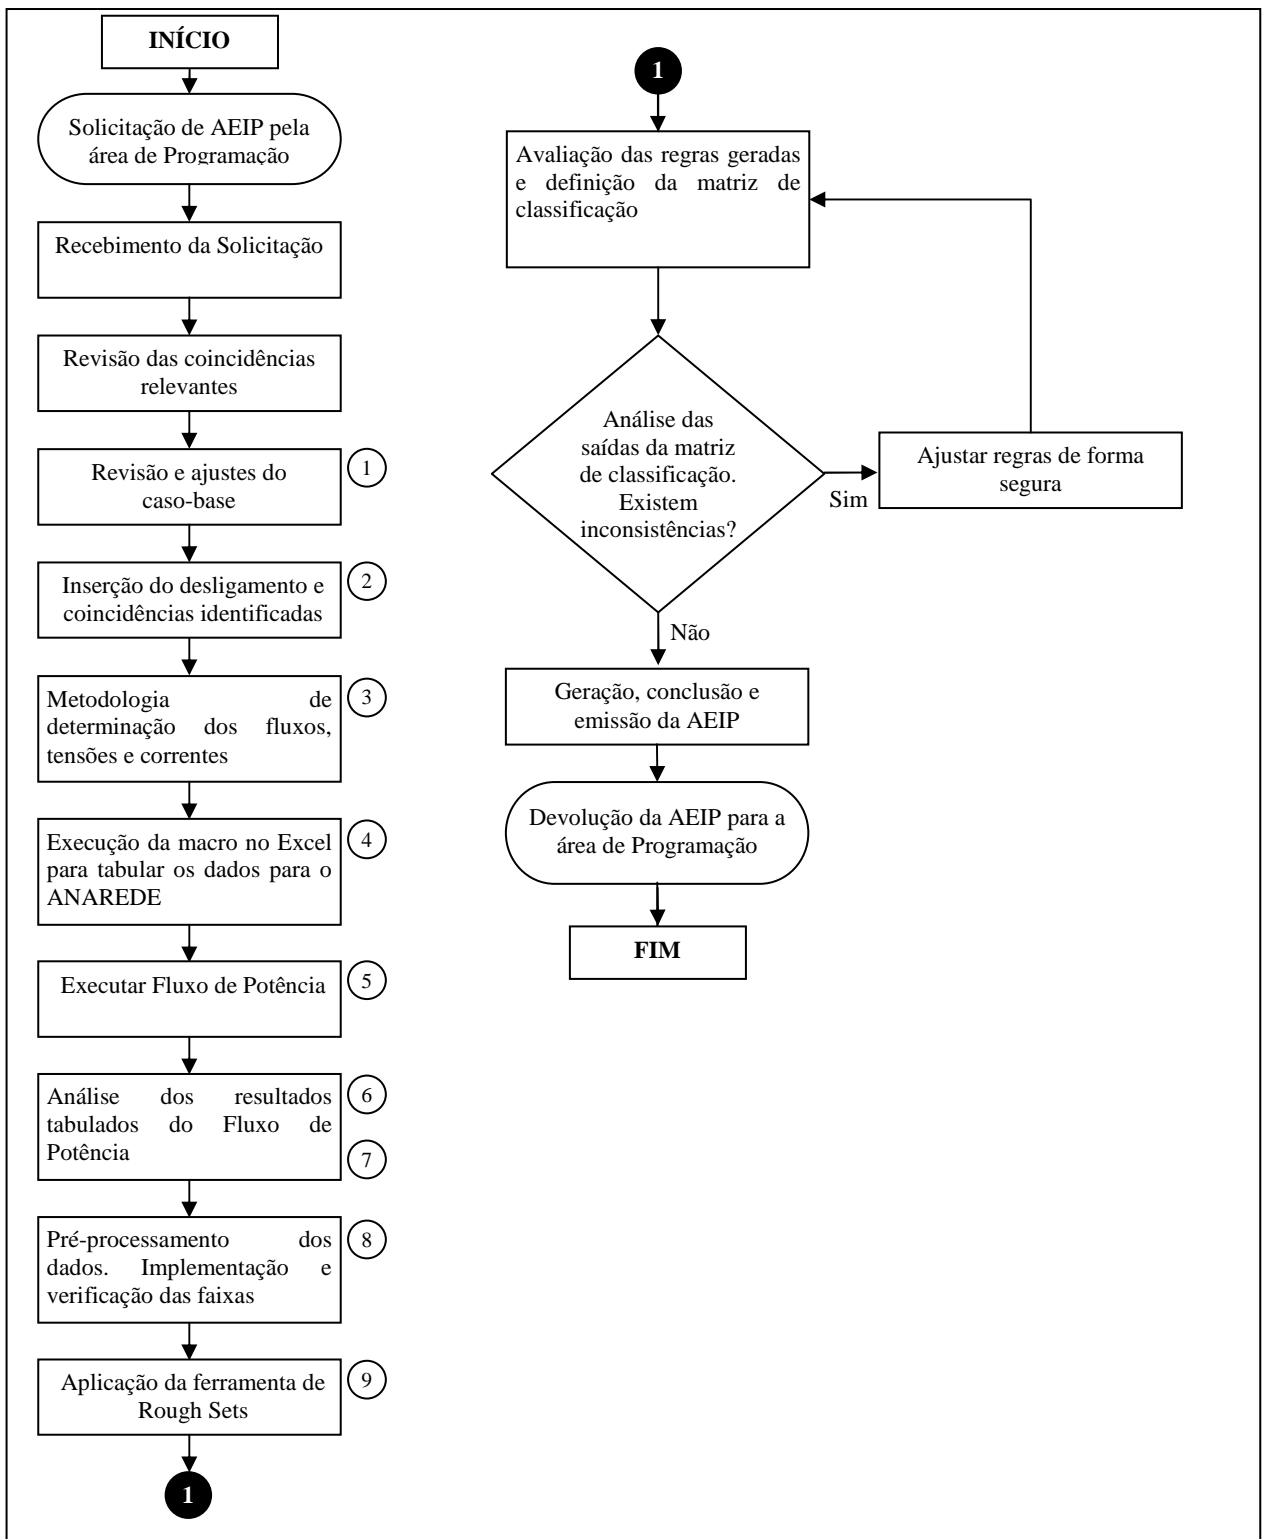 INÍCIO
Solicitação de AEIP pela
área de Programação
Recebimento da Solicitação
Revisão das coincidências
relevantes
Revisão e ajustes do
caso-base
1
Inserção do desligamento e
coincidências identificadas
2
Metodologia de
determinação dos fluxos,
tensões e correntes
3
Execução da macro no Excel
para tabular os dados para o
ANAREDE
4
Executar Fluxo de Potência
5
Análise dos resultados
tabulados do Fluxo de
Potência
6
7
Pré-processamento dos
dados. Implementação e
verificação das faixas
8
Aplicação da ferramenta de
Rough Sets
9
1
1
Avaliação das regras geradas
e definição da matriz de
classificação
Análise das
saídas da matriz
de classificação.
Existem
inconsistências?
Sim
Ajustar regras de forma
segura
Não
Geração, conclusão e
emissão da AEIP
Devolução da AEIP para a
área de Programação
FIM